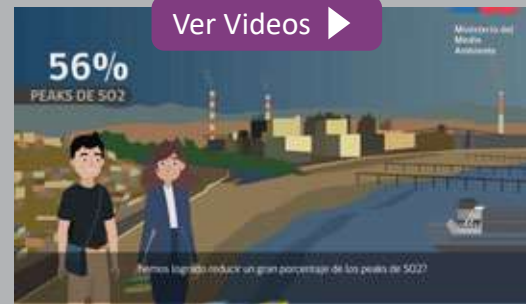 Ver Videos
Ministerio del
Medio
Ambiente
56%
PEAKS DE SO2
hemos logrado reducir un gran porcentaje de los peaks de SO2?